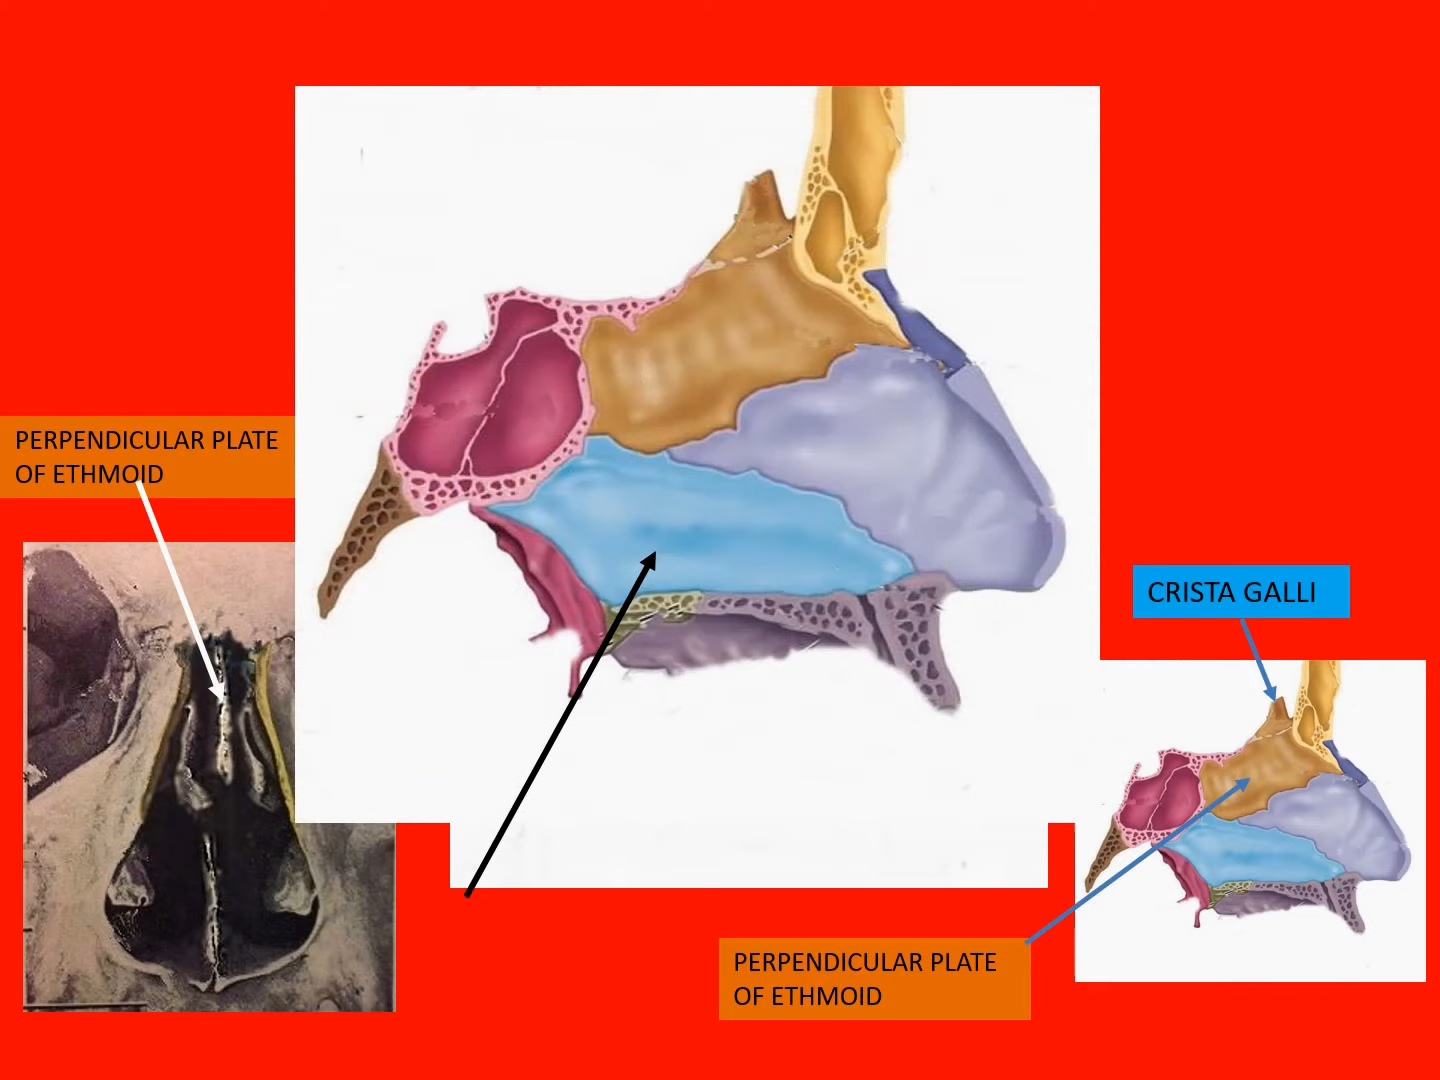 PERPENDICULAR PLATE
OF ETHMOID
CRISTA GALLI
PERPENDICULAR PLATE
OF ETHMOID